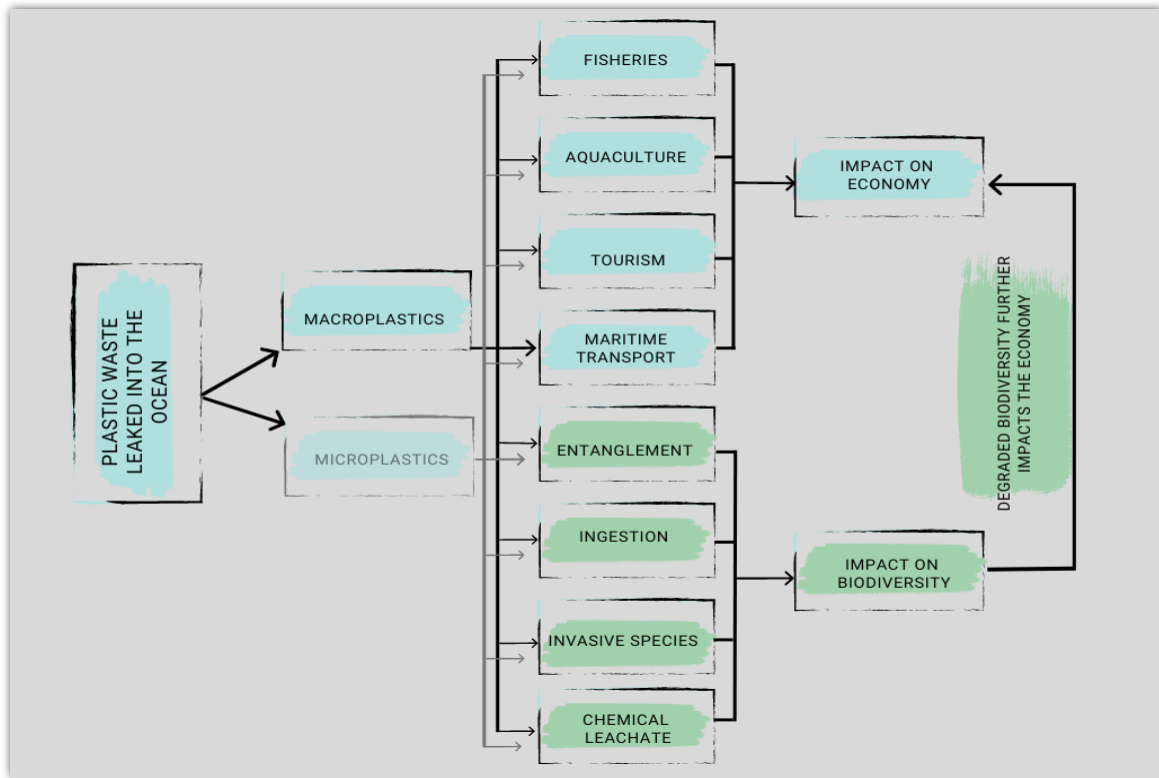 PLASTIC WASTE
LEAKED INTO THE
OCEAN
MACROPLASTICS
MICROPLASTICS
FISHERIES
AQUACULTURE
TOURISM
MARITIME
TRANSPORT
ENTANGLEMENT
INGESTION
INVASIVE SPECIES
CHEMICAL
LEACHATE
IMPACT ON
ECONOMY
IMPACT ON
BIODIVERSITY
DEGRADED BIODIVERSITY FURTHER
IMPACTS THE ECONOMY